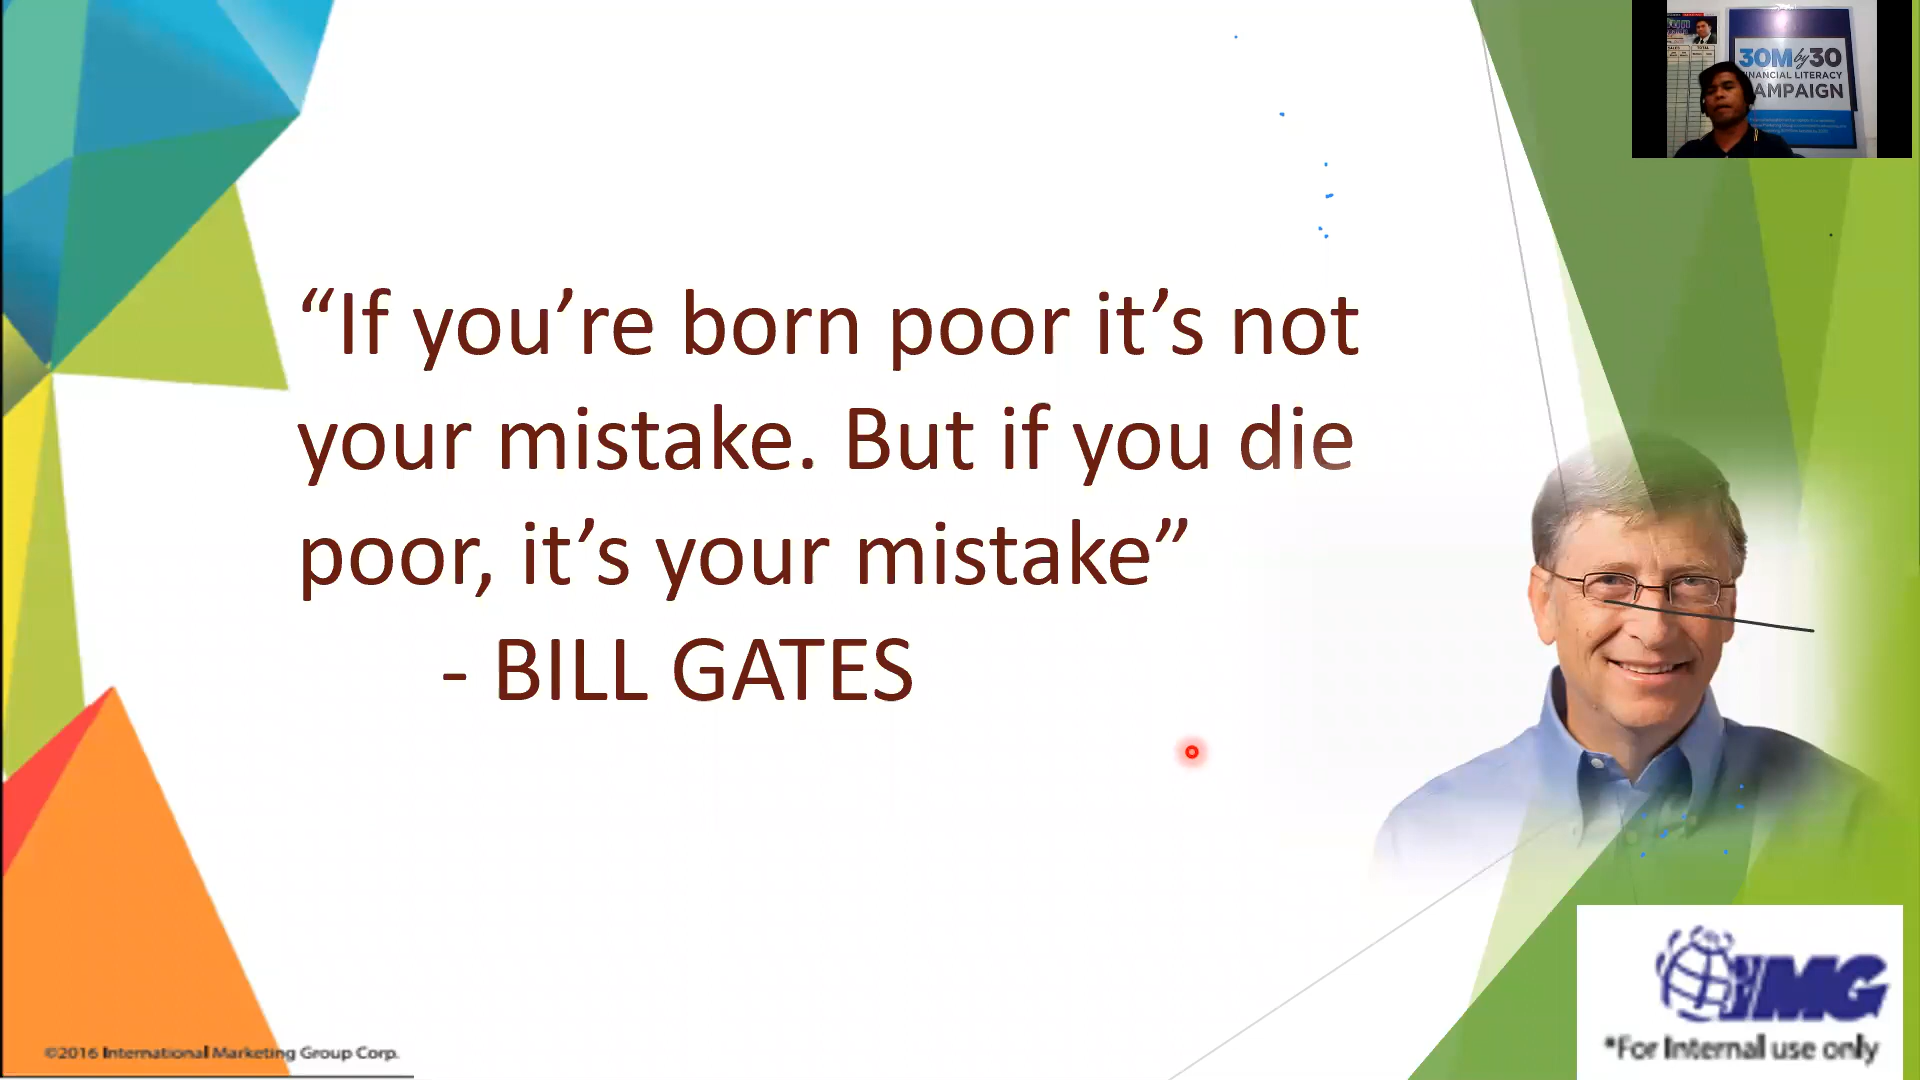 “If you’re born poor it’s not
your mistake. But if you die
poor, it’s your mistake”
- BILL GATES
30M by 30
FINANCIAL LITERACY
CAMPAIGN
TOTAL
IMG
*For Internal use only
©2016 International Marketing Group Corp.